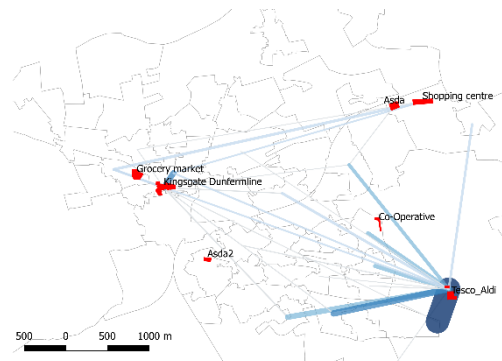 Asda
Shopping centre
Grocery market
Kingsgate Dunfermline
Co-Operative
Asda2
Tesco_Aldi
500 0 500 1000 m